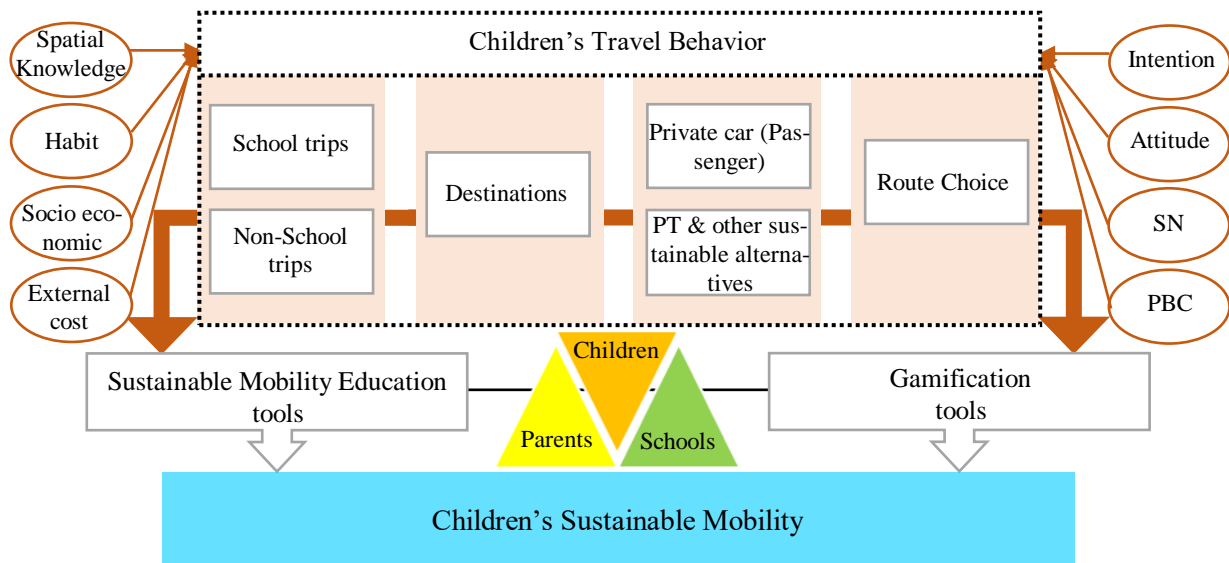 Children's Travel Behavior
Spatial
Knowledge
Habit
Socio eco-
nomic
External
cost
School trips
Non-School
trips
Destinations
Private car (Pas-
senger)
PT & other sus-
tainable alterna-
tives
Route Choice
Intention
Attitude
SN
PBC
Sustainable Mobility Education
tools
Children
Parents
Schools
Gamification
tools
Children's Sustainable Mobility